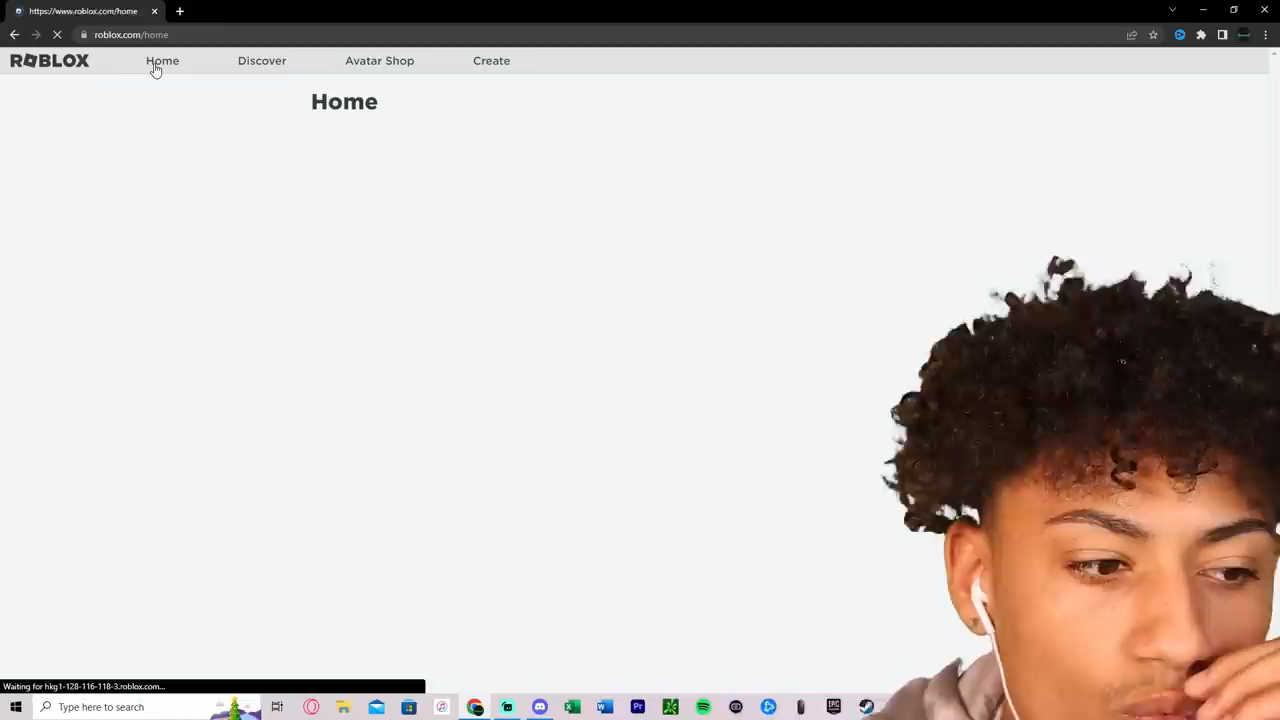 https://www.roblox.com/home
roblox.com/home
ROBLOX Home Discover Avatar Shop Create
Home
Waiting for hkg1-128-116-118-3.roblox.com...
Type here to search